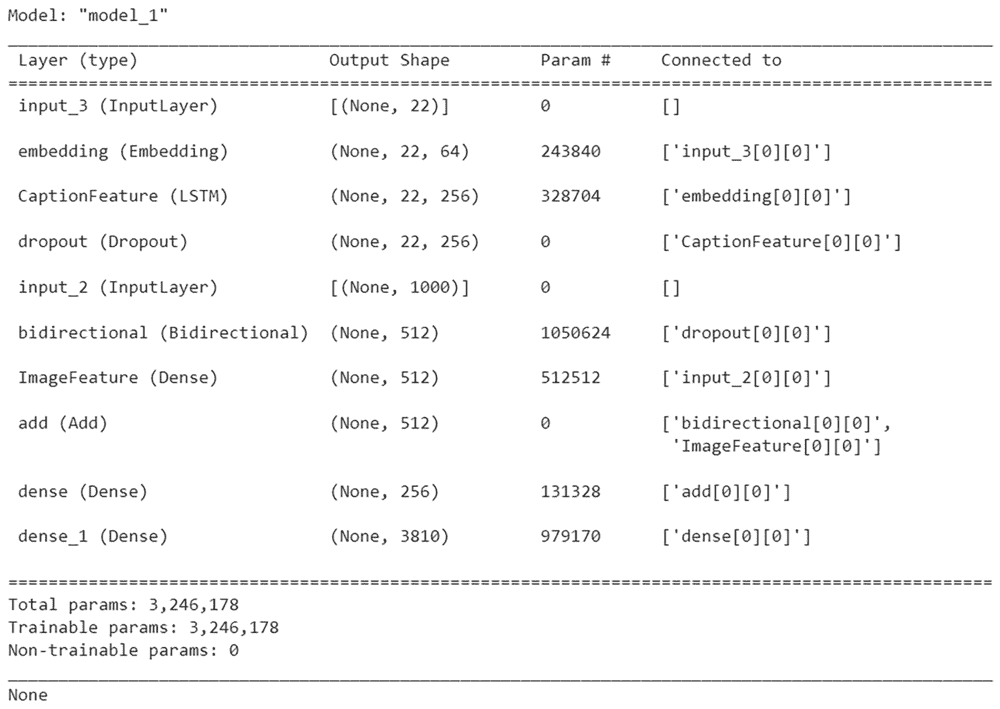 Model: "model_1"
Layer (type) Output Shape Param # Connected to
input_3 (InputLayer) [(None, 22)] 0 []
embedding (Embedding) (None, 22, 64) 243840 ['input_3[0][0]']
CaptionFeature (LSTM) (None, 22, 256) 328704 ['embedding[0][0]']
dropout (Dropout) (None, 22, 256) 0 ['CaptionFeature[0][0]']
input_2 (InputLayer) [(None, 1000)] 0 []
bidirectional (Bidirectional) (None, 512) 1050624 ['dropout[0][0]']
ImageFeature (Dense) (None, 512) 512512 ['input_2[0][0]']
add (Add) (None, 512) 0 ['bidirectional[0][0]',
'ImageFeature[0][0]']
dense (Dense) (None, 256) 131328 ['add[0][0]']
dense_1 (Dense) (None, 3810) 979170 ['dense[0][0]']
Total params: 3,246,178
Trainable params: 3,246,178
Non-trainable params: 0
None